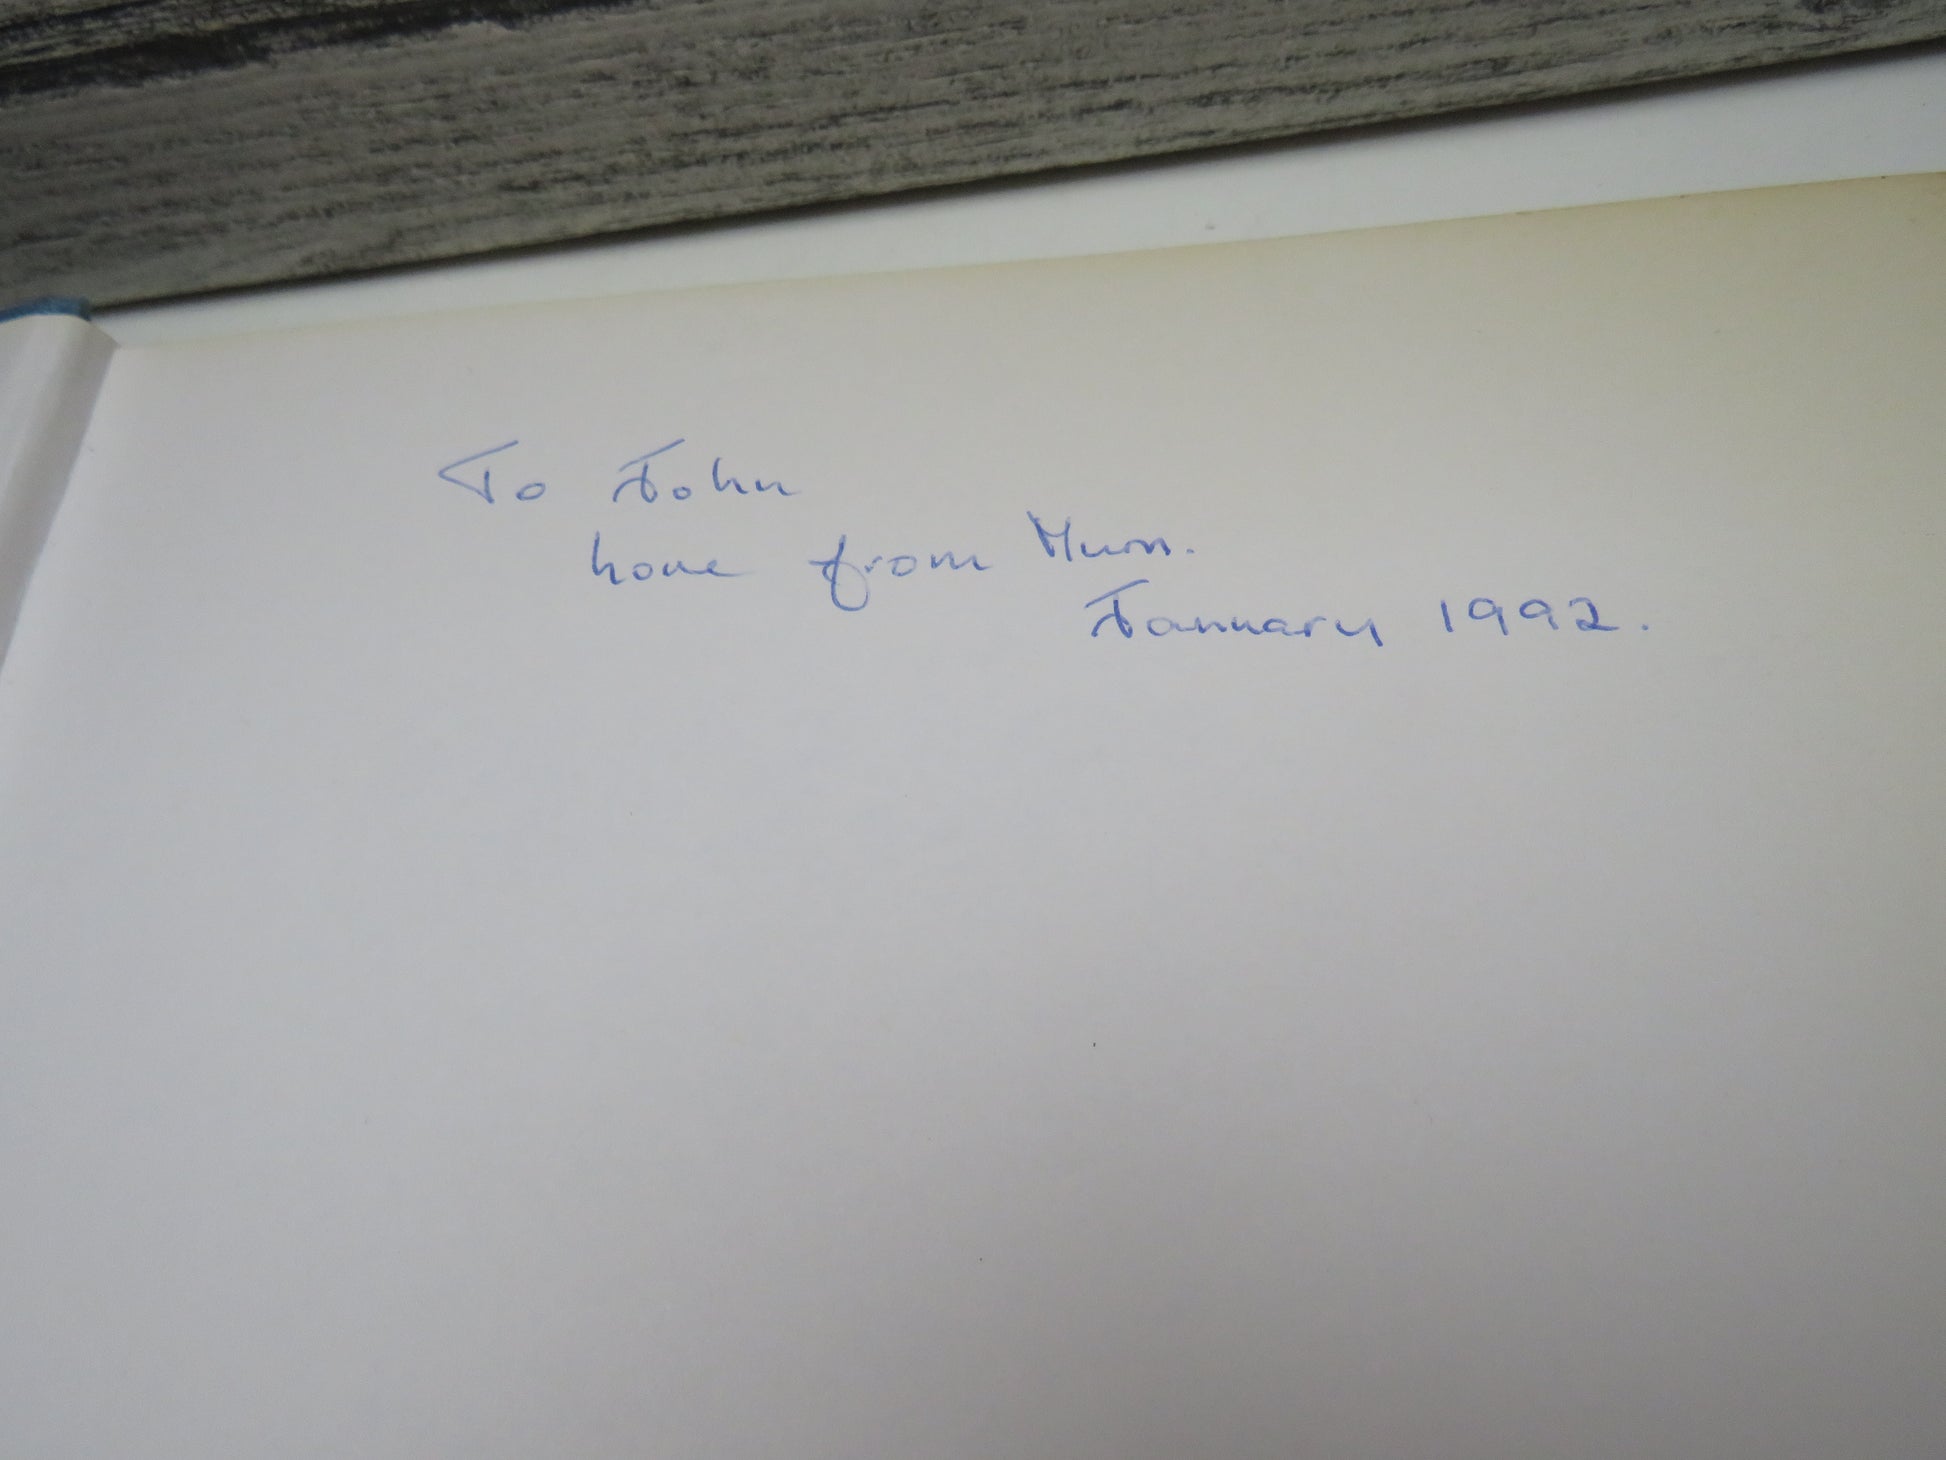 To John
love from Mum.
January 1992.